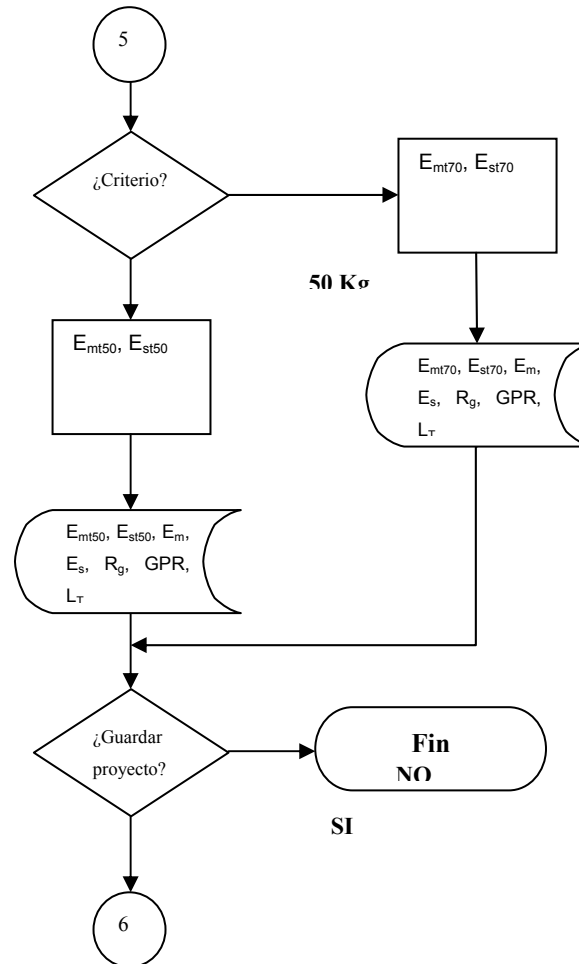 5
¿Criterio?
Emt70, Est70
50 Kg
Emt50, Est50
Emt70, Est70, Em,
Es, Rg, GPR,
LT
Emt50, Est50, Em,
Es, Rg, GPR,
LT
¿Guardar
proyecto?
Fin
NO
SI
6